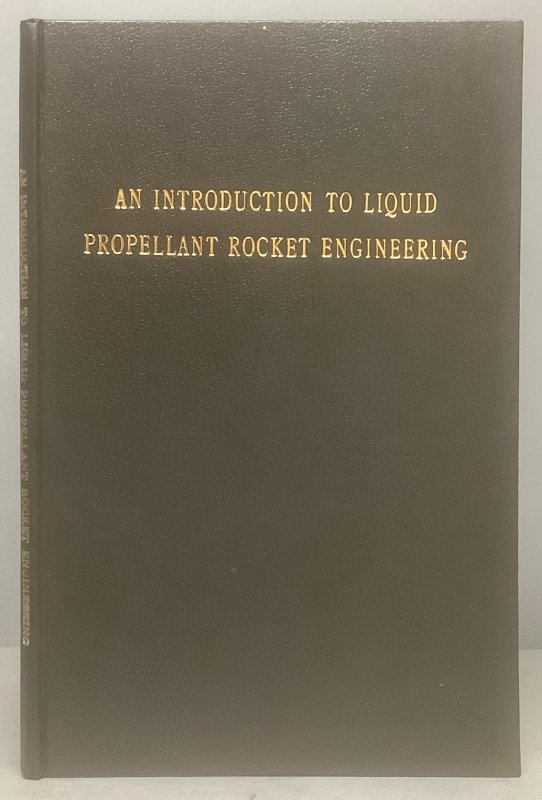 AN INTRODUCTION TO LIQUID
PROPELLANT ROCKET ENGINEERING
AN INTRODUCTION TO LIQUID PROPELLANT ROCKET ENGINEERING